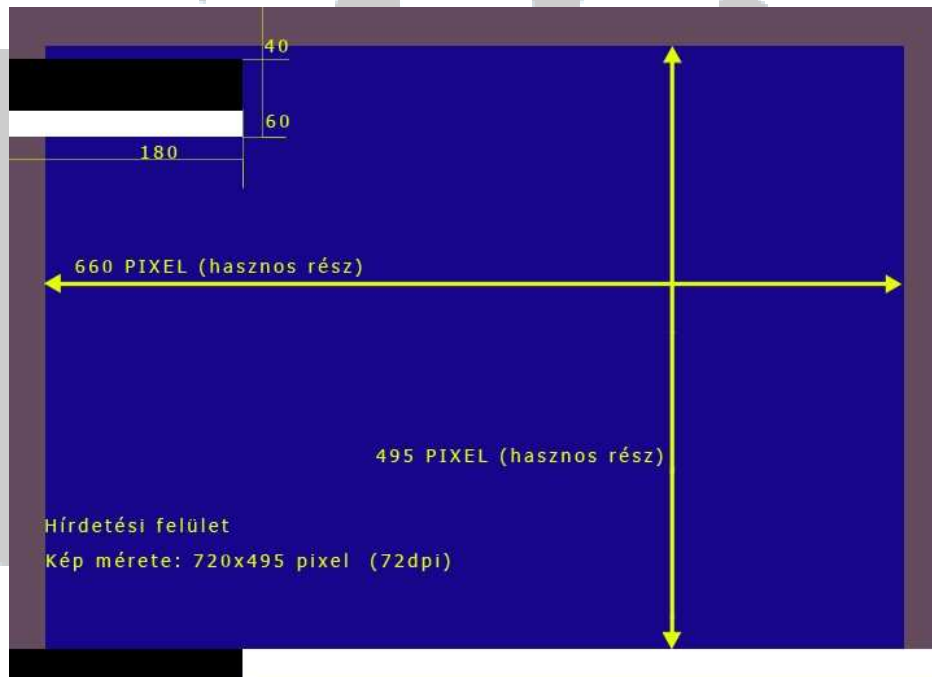 40
60
180
660 PIXEL (hasznos rész)
495 PIXEL (hasznos rész)
Hírdetési felület
Kép mérete: 720x495 pixel (72dpi)